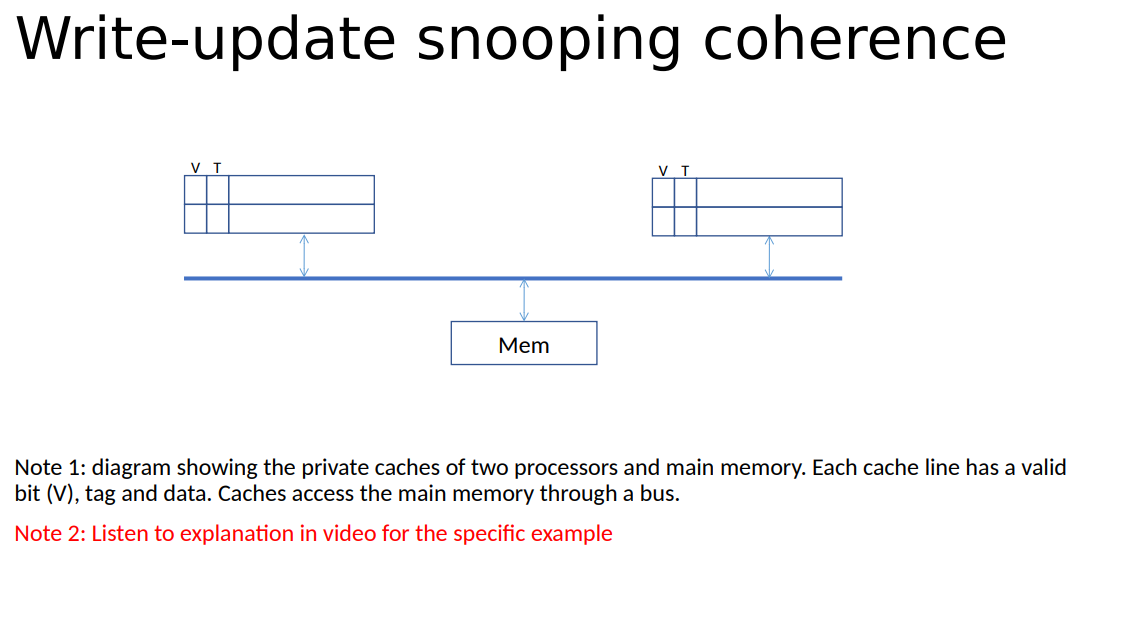 Write-update snooping coherence
V T
V T
Mem
Note 1: diagram showing the private caches of two processors and main memory. Each cache line has a valid
bit (V), tag and data. Caches access the main memory through a bus.
Note 2: Listen to explanation in video for the specific example